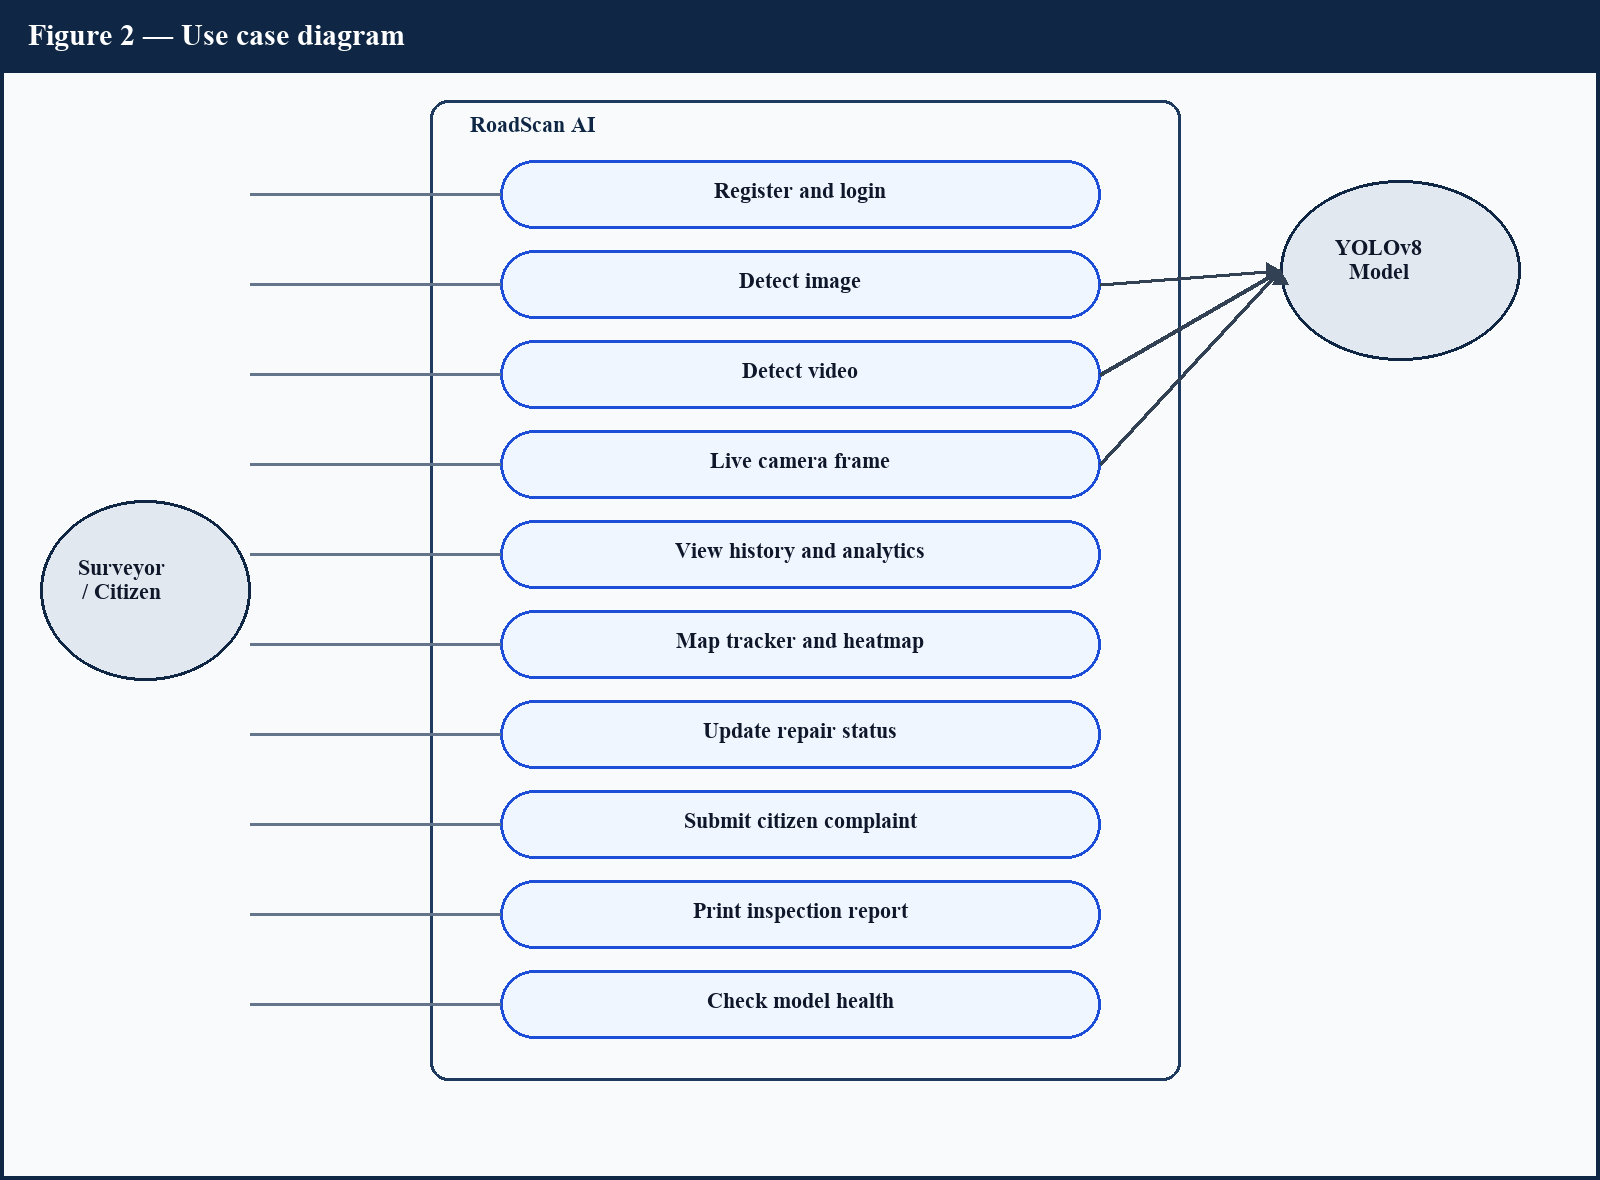 Figure 2 — Use case diagram
RoadScan AI
Register and login
Detect image
YOLOv8
Model
Detect video
Live camera frame
View history and analytics
Surveyor
/ Citizen
Map tracker and heatmap
Update repair status
Submit citizen complaint
Print inspection report
Check model health